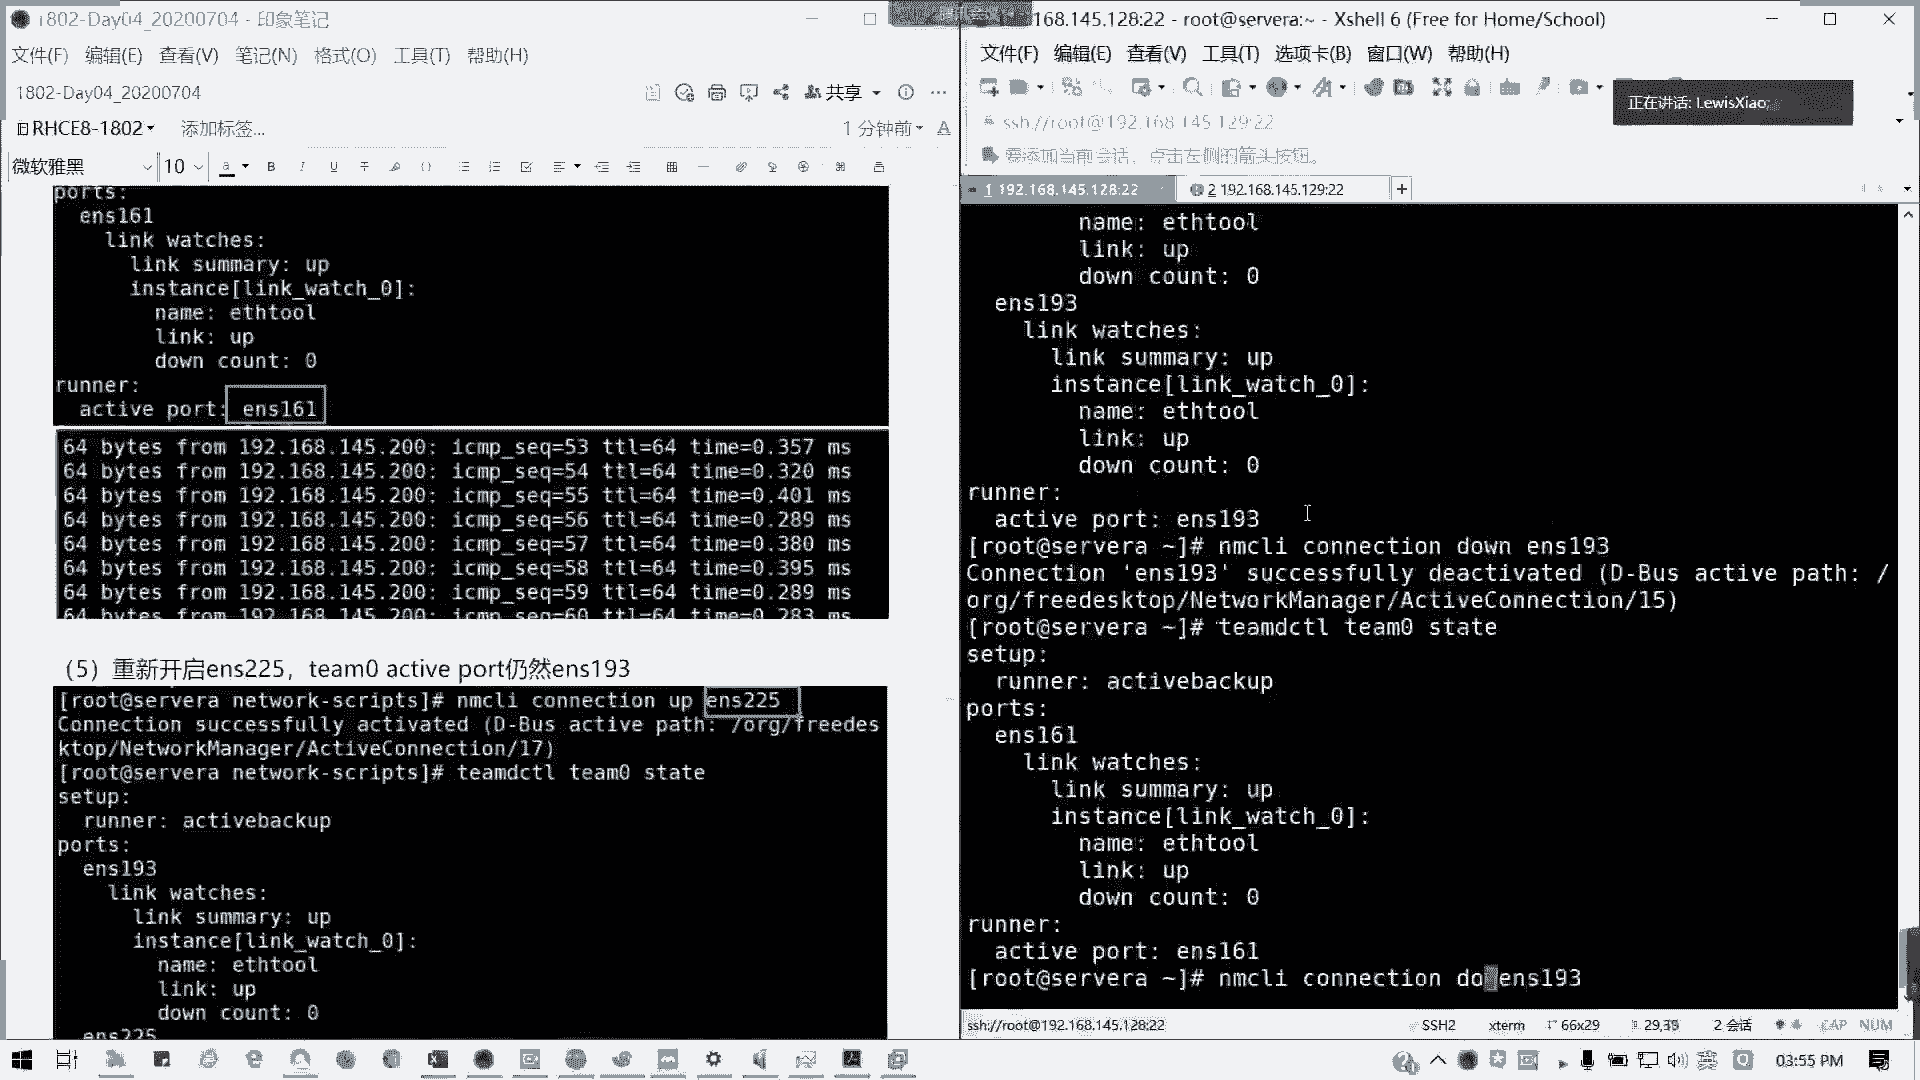 1802-Day04_20200704 - 印象笔记
文件(F) 编辑(E) 查看(V) 笔记(N) 格式(O) 工具(T) 帮助(H)
1802-Day04_20200704
共享
RHCE8-1802
添加标签...
1 分钟前
微软雅黑
10
ports:
ens161
link watches:
link summary: up
instance[link_watch_0]:
name: ethtool
link: up
down count: 0
runner:
active port: ens161
64 bytes from 192.168.145.200: icmp_seq=53 ttl=64 time=0.357 ms
64 bytes from 192.168.145.200: icmp_seq=54 ttl=64 time=0.320 ms
64 bytes from 192.168.145.200: icmp_seq=55 ttl=64 time=0.401 ms
64 bytes from 192.168.145.200: icmp_seq=56 ttl=64 time=0.289 ms
64 bytes from 192.168.145.200: icmp_seq=57 ttl=64 time=0.380 ms
64 bytes from 192.168.145.200: icmp_seq=58 ttl=64 time=0.395 ms
64 bytes from 192.168.145.200: icmp_seq=59 ttl=64 time=0.289 ms
64 bytes from 192.168.145.200: icmp_seq=60 ttl=64 time=0.283 ms
（5）重新开启ens225，team0 active port仍然ens193
[root@servera network-scripts]# nmcli connection up ens225
Connection successfully activated (D-Bus active path: /org/freedes
ktop/NetworkManager/ActiveConnection/17)
[root@servera network-scripts]# teamdctl team0 state
setup:
runner: activebackup
ports:
ens193
link watches:
link summary: up
instance[link_watch_0]:
name: ethtool
link: up
down count: 0
ens225
168.145.128:22 - root@servera:~ - Xshell 6 (Free for Home/School)
文件(F) 编辑(E) 查看(V) 工具(T) 选项卡(B) 窗口(W) 帮助(H)
正在讲话: LewisXiao;
ssh://root@192.168.145.129:22
要添加当前会话，点击左侧的箭头按钮。
1 192.168.145.128:22
2 192.168.145.129:22
name: ethtool
link: up
down count: 0
ens193
link watches:
link summary: up
instance[link_watch_0]:
name: ethtool
link: up
down count: 0
runner:
active port: ens193
[root@servera ~]# nmcli connection down ens193
Connection 'ens193' successfully deactivated (D-Bus active path: /
org/freedesktop/NetworkManager/ActiveConnection/15)
[root@servera ~]# teamdctl team0 state
setup:
runner: activebackup
ports:
ens161
link watches:
link summary: up
instance[link_watch_0]:
name: ethtool
link: up
down count: 0
runner:
active port: ens161
[root@servera ~]# nmcli connection do ens193
ssh://root@192.168.145.128:22
SSH2
xterm
66x29
29,39
2 会话
CAP NUM
英
03:55 PM